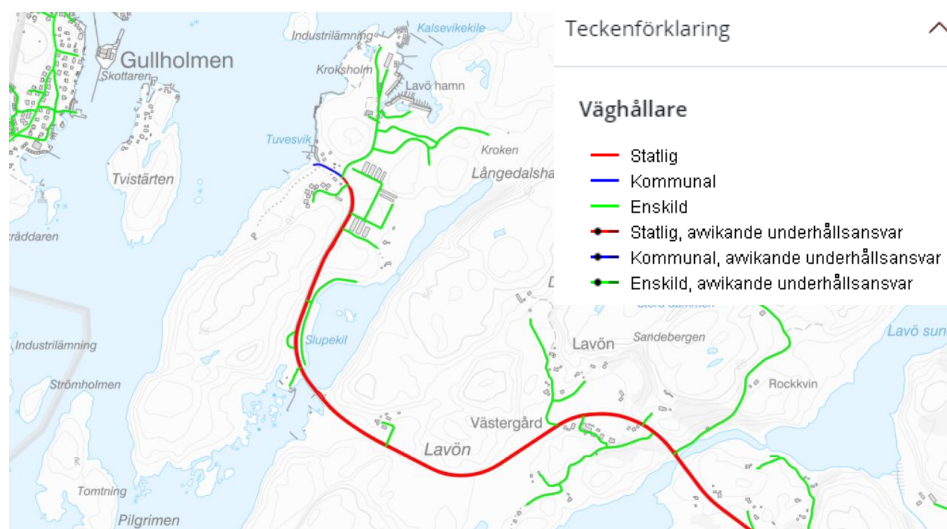 Kalsevikekile
Industrilämning
Gullholmen
Skottaren
Kroksholm
Lavö hamn
Tuvesvik
Kroken
Långedalsha
Tvistärten
räddaren
Slupekil
Industrilämning
Strömholmen
Lavön
Sandebergen
Lavö sun
Rockkvin
Västergård
Lavön
Tomtning
Pilgrimen
Teckenförklaring
Väghållare
Statlig
Kommunal
Enskild
Statlig, avvikande underhållsansvar
Kommunal, avvikande underhållsansvar
Enskild, avvikande underhållsansvar